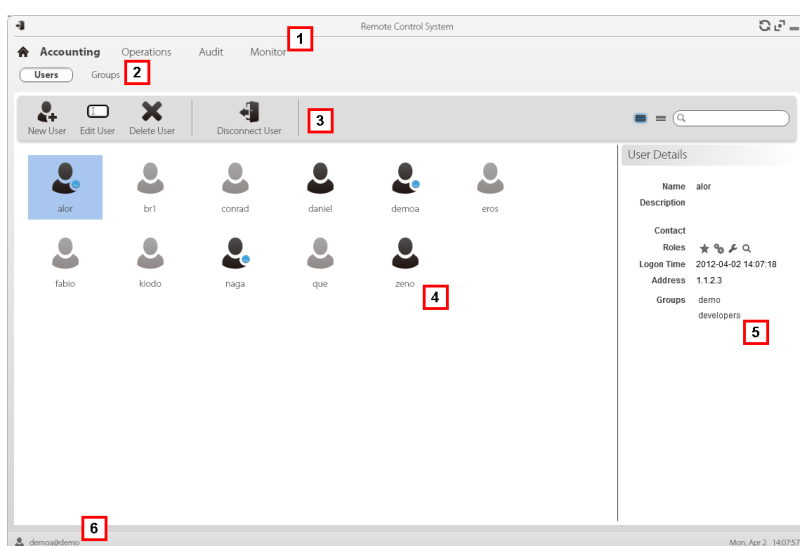 Remote Control System
1
Accounting Operations Audit Monitor
Users Groups
2
New User Edit User Delete User Disconnect User
3
User Details
alor br1 conrad daniel demoa eros
Name alor
Description
Contact
Roles
Logon Time 2012-04-02 14:07:18
Address 1.1.2.3
Groups demo
developers
fabio kiodo naga que zeno
4
5
6
demoa@demo
Mon, Apr 2 14:07:57